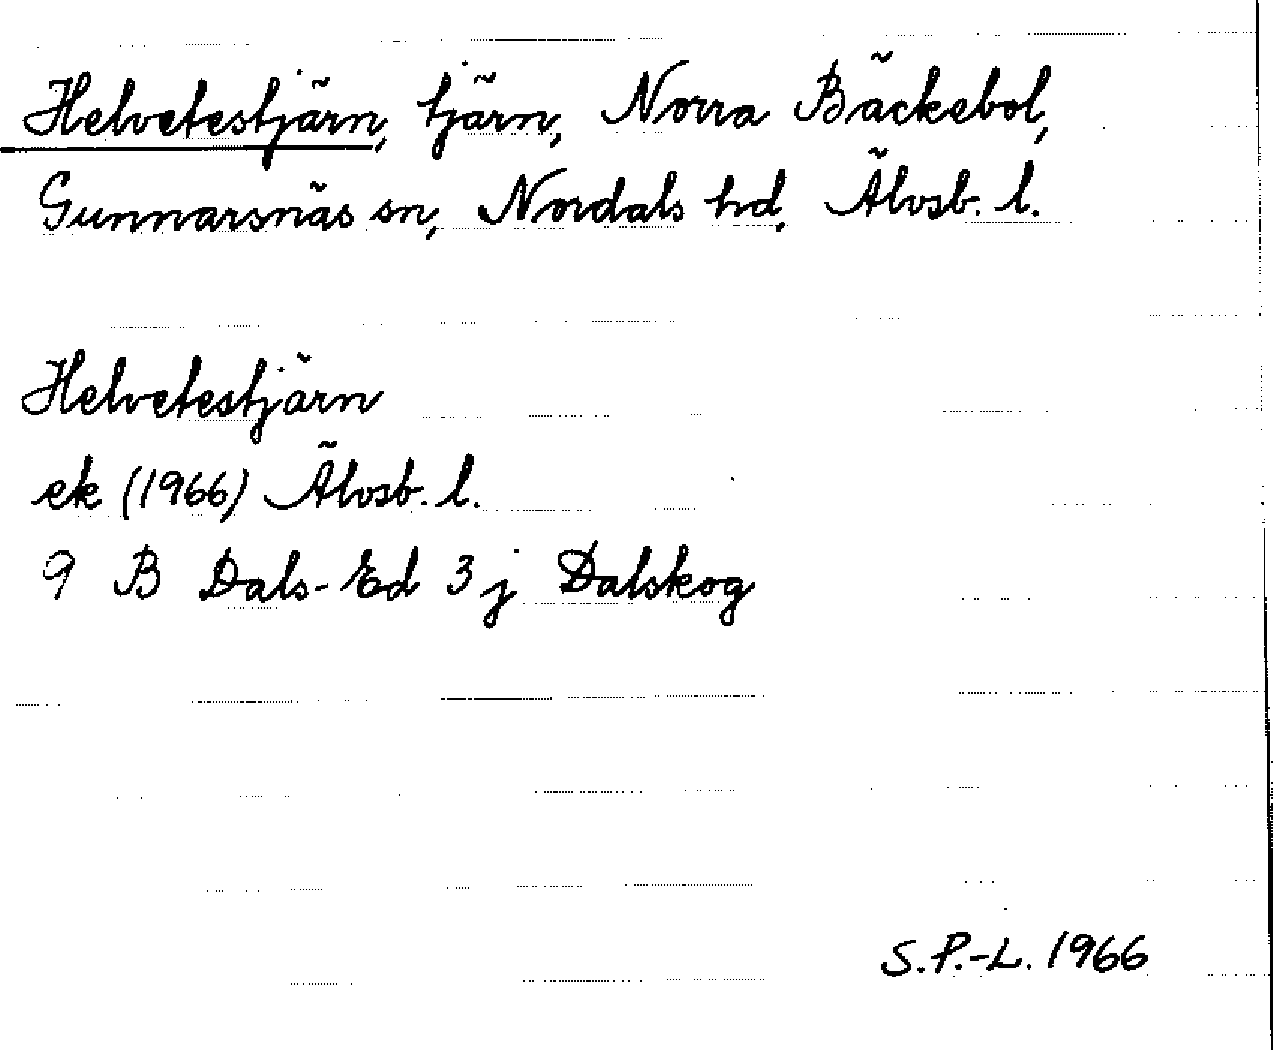 Helvetestjärn, tjärn, Norra Bäckebol,
Gunnarsnäs sn, Nordals hd, Älvsb. l.
Helvetestjärn
ek (1966) Älvsb. l.
9 B Dals-Ed 3 j Dalskog
S.P.-L. 1966